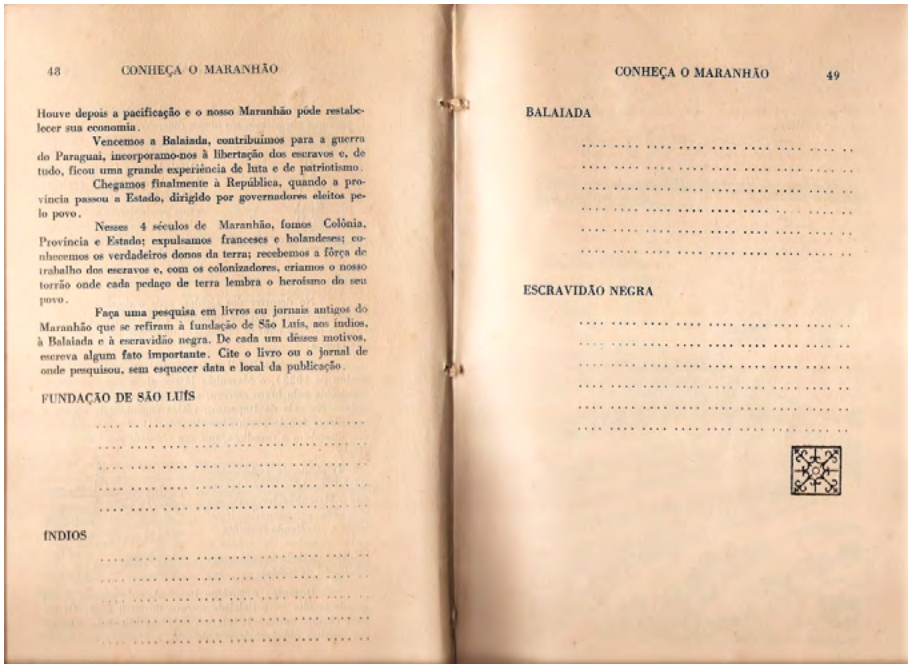 48 CONHEÇA O MARANHÃO
Houve depois a pacificação e o nosso Maranhão pôde restabe-
lecer sua economia.
Vencemos a Balaiada, contribuímos para a guerra
do Paraguai, incorporamo-nos à libertação dos escravos e, de
tudo, ficou uma grande experiência de luta e de patriotismo.
Chegamos finalmente à República, quando a pro-
víncia passou a Estado, dirigido por governadores eleitos pe-
lo povo.
Nesses 4 séculos de Maranhão, fomos Colônia,
Província e Estado; expulsamos franceses e holandeses; co-
nhecemos os verdadeiros donos da terra; recebemos a fôrça de
trabalho dos escravos e, com os colonizadores, criamos o nosso
torrão onde cada pedaço de terra lembra o heroísmo do seu
povo.
Faça uma pesquisa em livros ou jornais antigos do
Maranhão que se refiram à fundação de São Luís, aos índios,
à Balaiada e à escravidão negra. De cada um dêsses motivos,
escreva algum fato importante. Cite o livro ou o jornal de
onde pesquisou, sem esquecer data e local da publicação.
FUNDAÇÃO DE SÃO LUÍS
ÍNDIOS
CONHEÇA O MARANHÃO 49
BALAIADA
ESCRAVIDÃO NEGRA